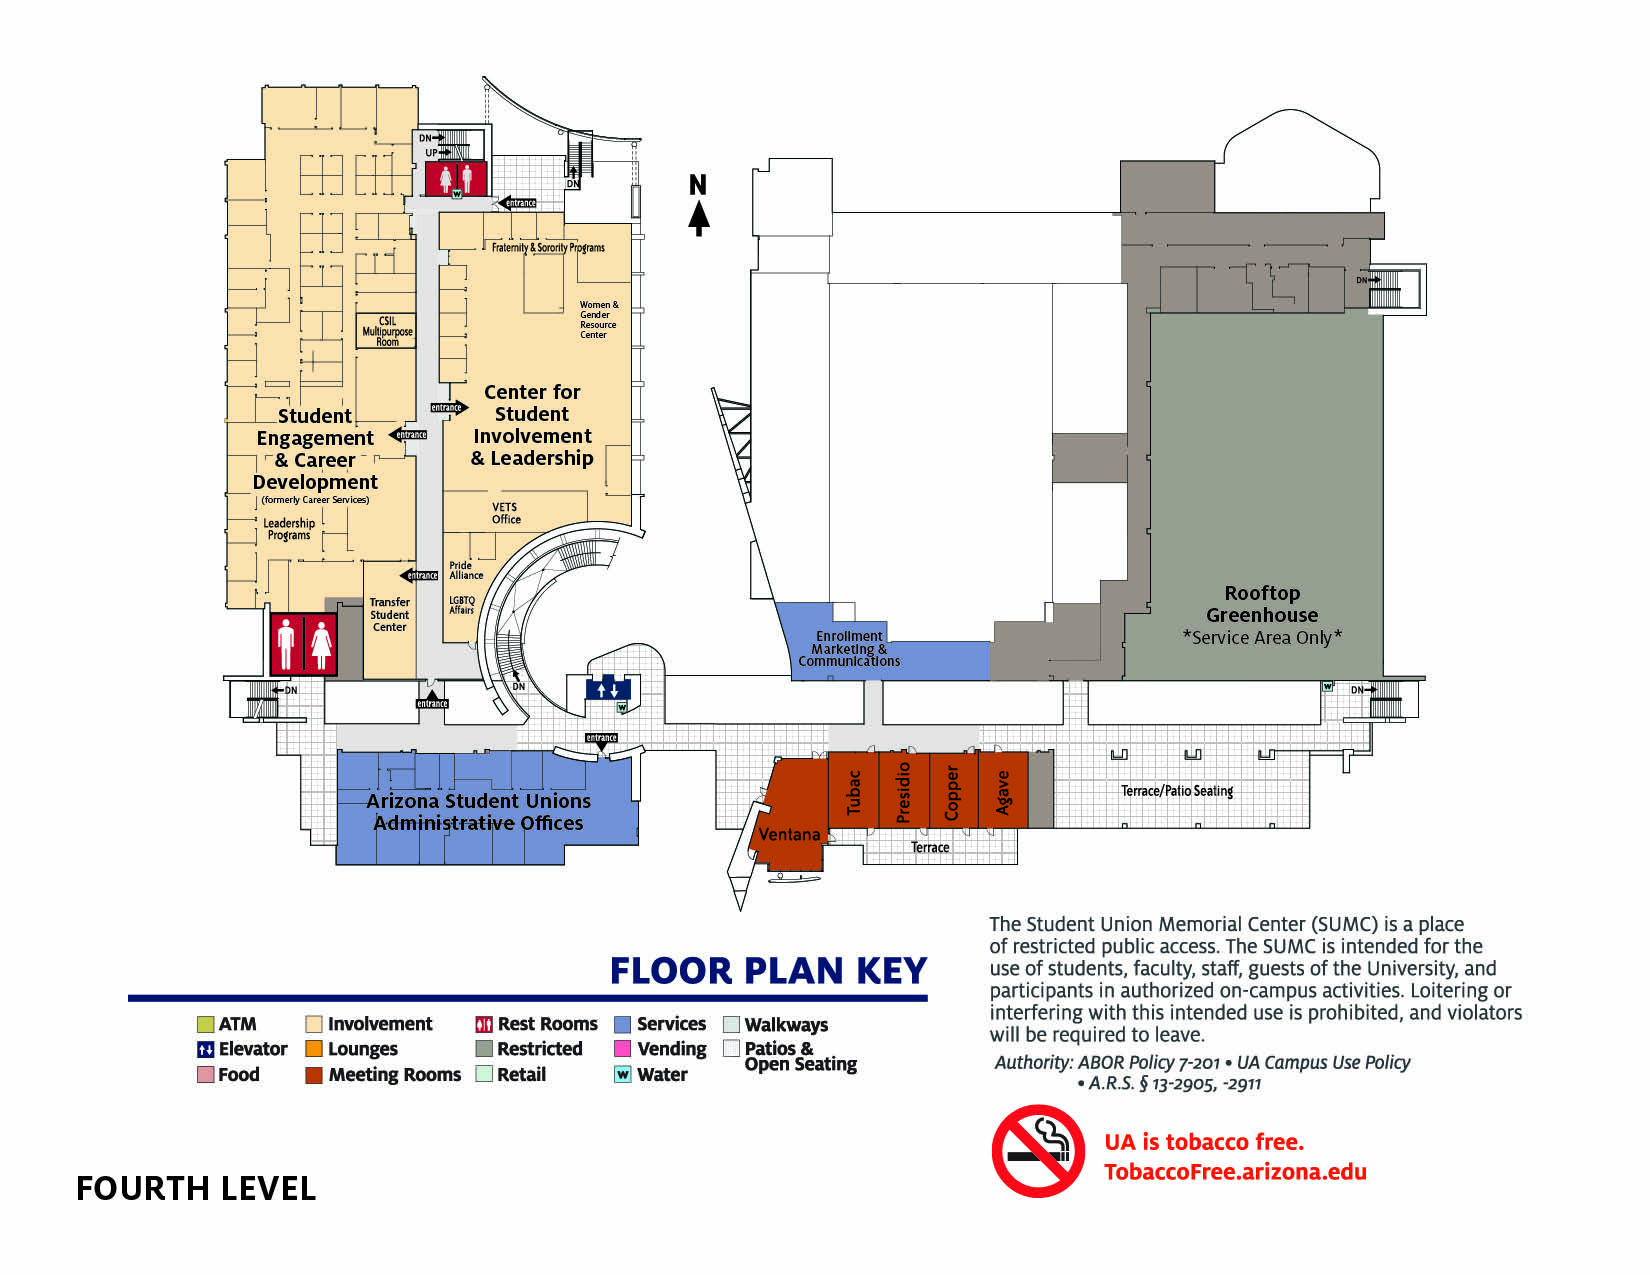 DN
UP
DN
entrance
N
Fraternity & Sorority Programs
DN
Women &
Gender
Resource
Center
CSIL
Multipurpose
Room
Center for
Student
Involvement
& Leadership
entrance
entrance
Student
Engagement
& Career
Development
(formerly Career Services)
Leadership
Programs
VETS
Office
Pride
Alliance
entrance
LGBTQ
Affairs
Transfer
Student
Center
Rooftop
Greenhouse
*Service Area Only*
Enrollment
Marketing &
Communications
DN
DN
DN
W
W
W
entrance
entrance
Arizona Student Unions
Administrative Offices
Ventana
Tubac
Presidio
Copper
Agave
Terrace/Patio Seating
Terrace
FLOOR PLAN KEY
ATM
Involvement
Rest Rooms
Services
Walkways
Elevator
Lounges
Restricted
Vending
Patios &
Open Seating
Food
Meeting Rooms
Retail
W Water
The Student Union Memorial Center (SUMC) is a place
of restricted public access. The SUMC is intended for the
use of students, faculty, staff, guests of the University, and
participants in authorized on-campus activities. Loitering or
interfering with this intended use is prohibited, and violators
will be required to leave.
Authority: ABOR Policy 7-201 • UA Campus Use Policy
• A.R.S. § 13-2905, -2911
UA is tobacco free.
TobaccoFree.arizona.edu
FOURTH LEVEL